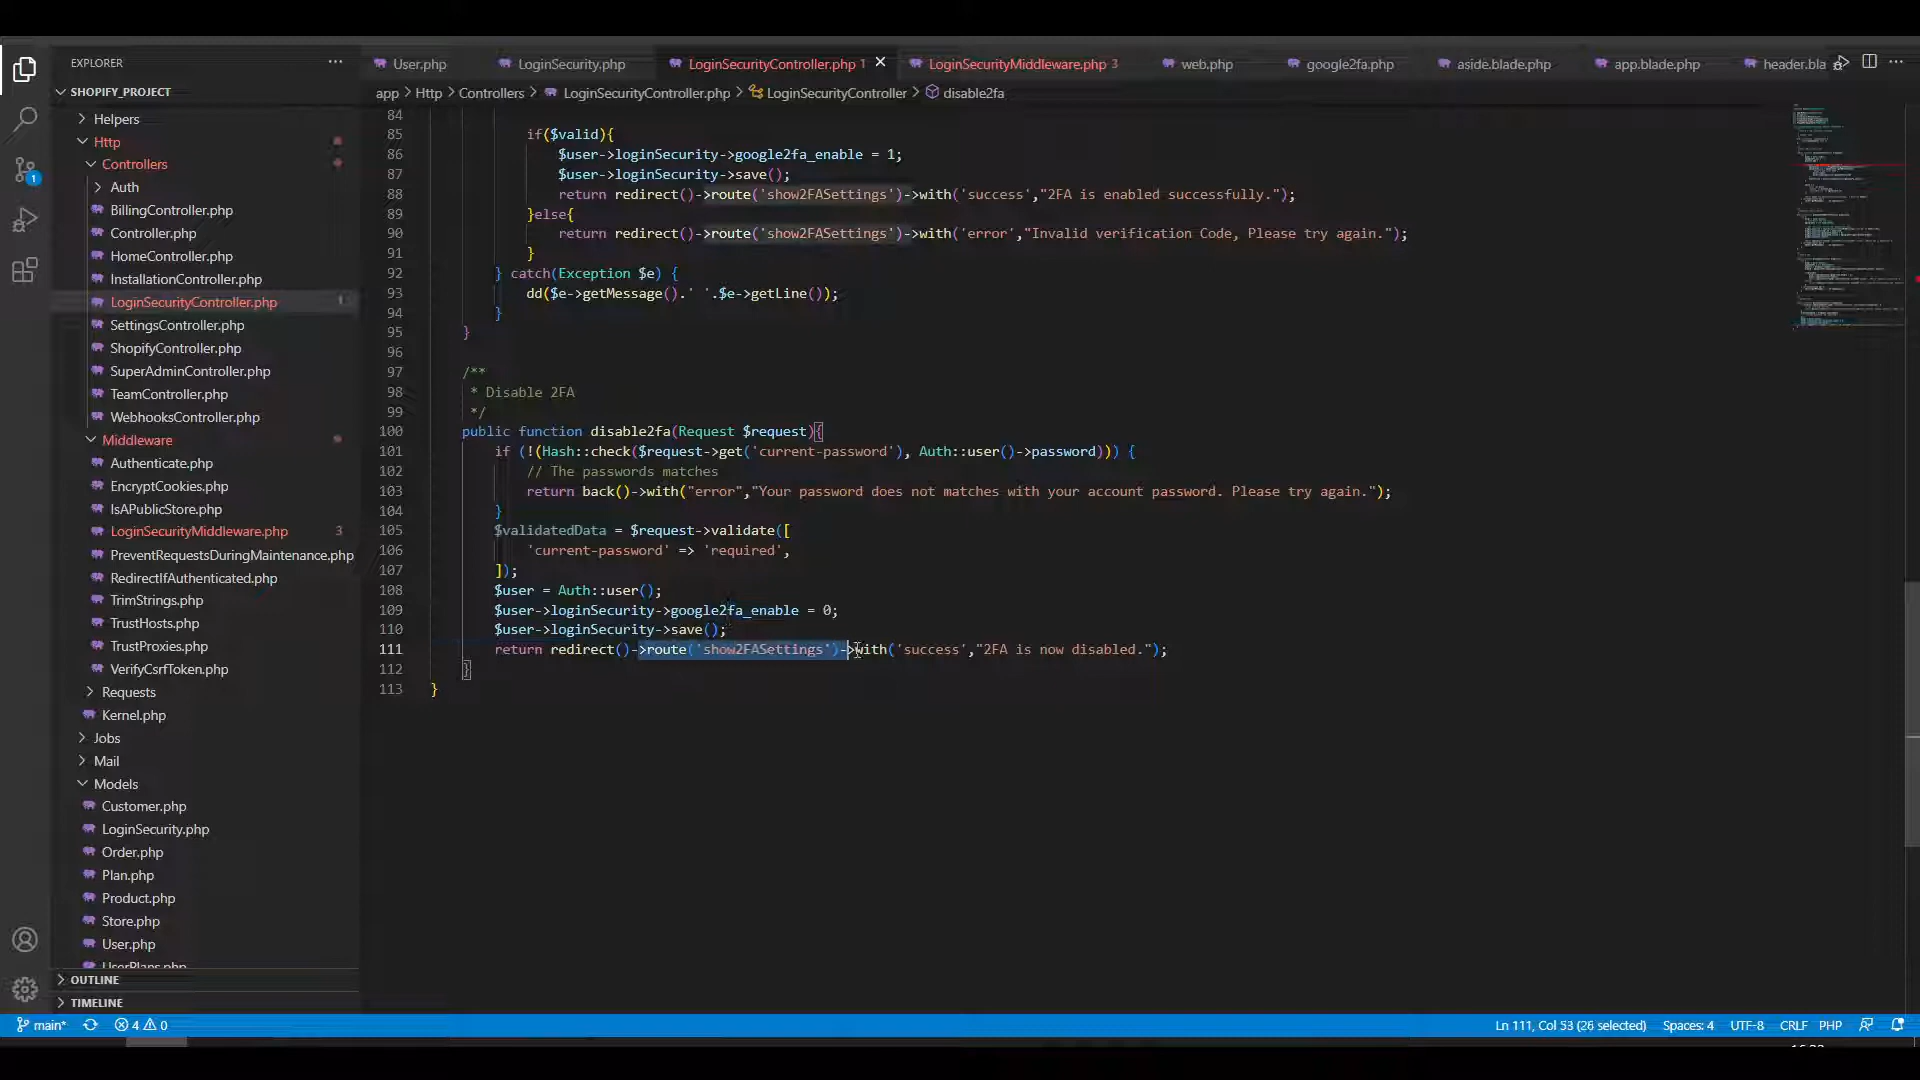 EXPLORER
SHOPIFY_PROJECT
Helpers
Http
Controllers
Auth
BillingController.php
Controller.php
HomeController.php
InstallationController.php
LoginSecurityController.php
SettingsController.php
ShopifyController.php
SuperAdminController.php
TeamController.php
WebhooksController.php
Middleware
Authenticate.php
EncryptCookies.php
IsAPublicStore.php
LoginSecurityMiddleware.php 3
PreventRequestsDuringMaintenance.php
RedirectIfAuthenticated.php
TrimStrings.php
TrustHosts.php
TrustProxies.php
VerifyCsrfToken.php
Requests
Kernel.php
Jobs
Mail
Models
Customer.php
LoginSecurity.php
Order.php
Plan.php
Product.php
Store.php
User.php
UserPlans.php
OUTLINE
TIMELINE
User.php LoginSecurity.php LoginSecurityController.php 1 LoginSecurityMiddleware.php 3 web.php google2fa.php aside.blade.php app.blade.php header.bla
app > Http > Controllers > LoginSecurityController.php > LoginSecurityController > disable2fa
84
85 if($valid){
86 $user->loginSecurity->google2fa_enable = 1;
87 $user->loginSecurity->save();
88 return redirect()->route('show2FASettings')->with('success',"2FA is enabled successfully.");
89 }else{
90 return redirect()->route('show2FASettings')->with('error',"Invalid verification Code, Please try again.");
91 }
92 } catch(Exception $e) {
93 dd($e->getMessage().' '.$e->getLine());
94 }
95 }
96
97 /**
98 * Disable 2FA
99 */
100 public function disable2fa(Request $request){
101 if (!(Hash::check($request->get('current-password'), Auth::user()->password))) {
102 // The passwords matches
103 return back()->with("error","Your password does not matches with your account password. Please try again.");
104 }
105 $validatedData = $request->validate([
106 'current-password' => 'required',
107 ]);
108 $user = Auth::user();
109 $user->loginSecurity->google2fa_enable = 0;
110 $user->loginSecurity->save();
111 return redirect()->route('show2FASettings')->with('success',"2FA is now disabled.");
112 }
113 }
1
main* 4 0 Ln 111, Col 53 (26 selected) Spaces: 4 UTF-8 CRLF PHP